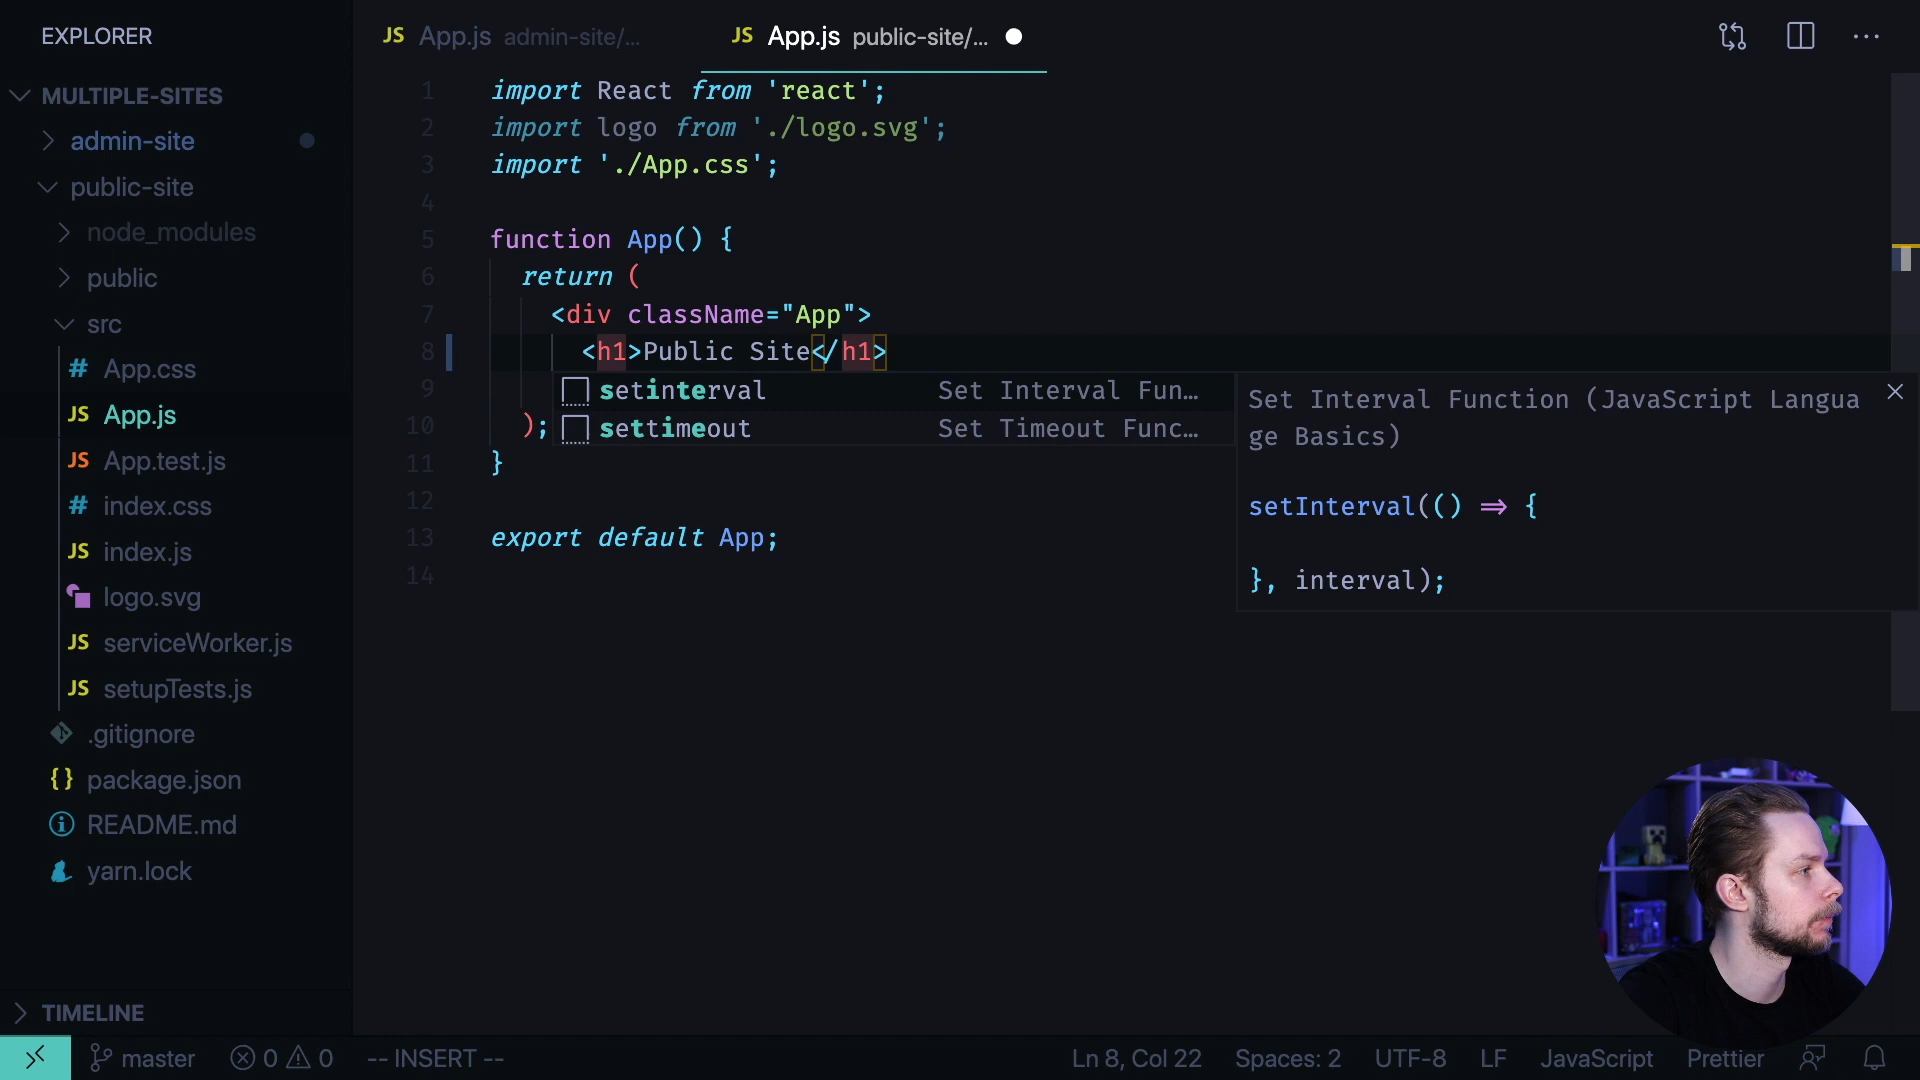 EXPLORER
MULTIPLE-SITES
admin-site
public-site
node_modules
public
src
# App.css
JS App.js
JS App.test.js
# index.css
JS index.js
logo.svg
JS serviceWorker.js
JS setupTests.js
.gitignore
{} package.json
README.md
yarn.lock
TIMELINE
JS App.js admin-site/...
JS App.js public-site/...
1 import React from 'react';
2 import logo from './logo.svg';
3 import './App.css';
4
5 function App() {
6 return (
7 <div className="App">
8 <h1>Public Site</h1>
9
10 );
11 }
12
13 export default App;
14
setinterval Set Interval Fun...
settimeout Set Timeout Func...
Set Interval Function (JavaScript Langua
ge Basics)
setInterval(() => {
}, interval);
master 0 0 -- INSERT -- Ln 8, Col 22 Spaces: 2 UTF-8 LF JavaScript Prettier